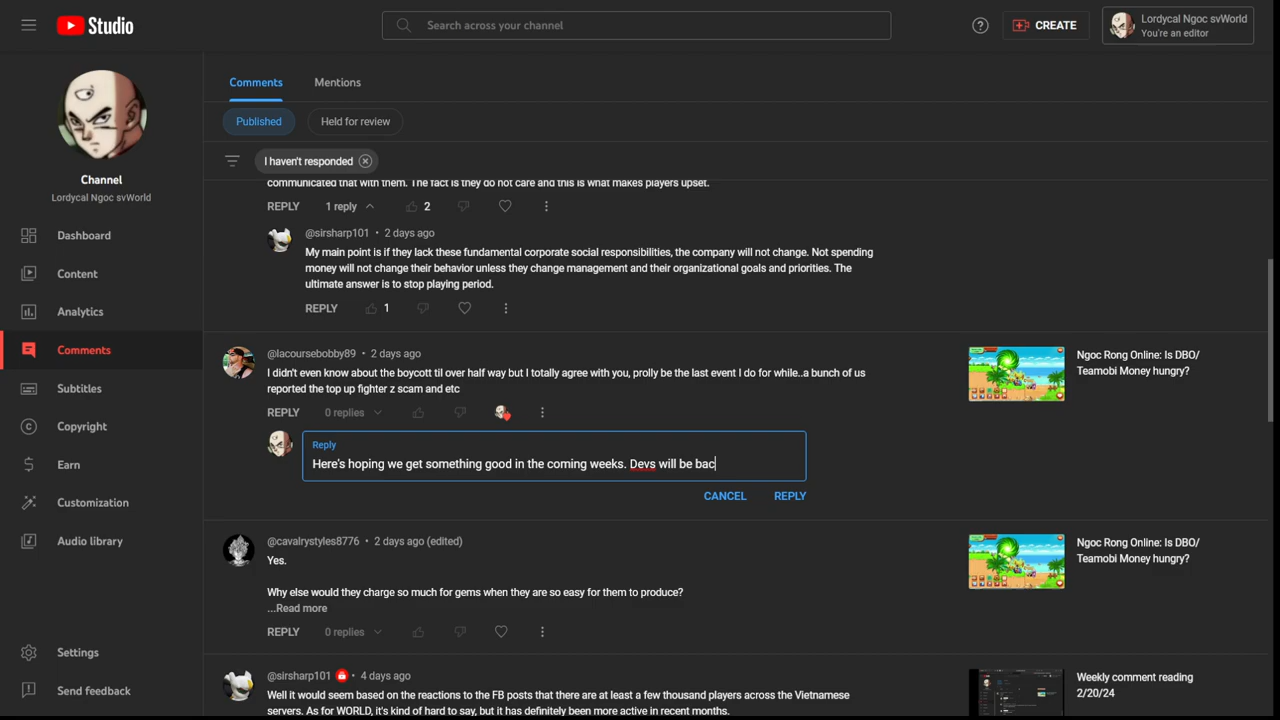 Studio
Search across your channel
CREATE
Lordycal Ngoc svWorld
You're an editor
Channel
Lordycal Ngoc svWorld
Dashboard
Content
Analytics
Comments
Subtitles
Copyright
Earn
Customization
Audio library
Settings
Send feedback
Comments
Mentions
Published
Held for review
I haven't responded
communicated that with them. The fact is they do not care and this is what makes players upset.
REPLY
1 reply
2
@sirsharp101 • 2 days ago
My main point is if they lack these fundamental corporate social responsibilities, the company will not change. Not spending
money will not change their behavior unless they change management and their organizational goals and priorities. The
ultimate answer is to stop playing period.
REPLY
1
@lacoursebobby89 • 2 days ago
I didn't even know about the boycott til over half way but I totally agree with you, prolly be the last event I do for while..a bunch of us
reported the top up fighter z scam and etc
REPLY
0 replies
Ngoc Rong Online: Is DBO/
Teamobi Money hungry?
Reply
Here's hoping we get something good in the coming weeks. Devs will be bac
CANCEL
REPLY
@cavalrystyles8776 • 2 days ago (edited)
Yes.
Why else would they charge so much for gems when they are so easy for them to produce?
...Read more
REPLY
0 replies
Ngoc Rong Online: Is DBO/
Teamobi Money hungry?
@sirsharp101 • 4 days ago
Well it would seem based on the reactions to the FB posts that there are at least a few thousand players across the Vietnamese
servers. As for WORLD, it's kind of hard to say, but it has definitely been more active in recent months.
Weekly comment reading
2/20/24